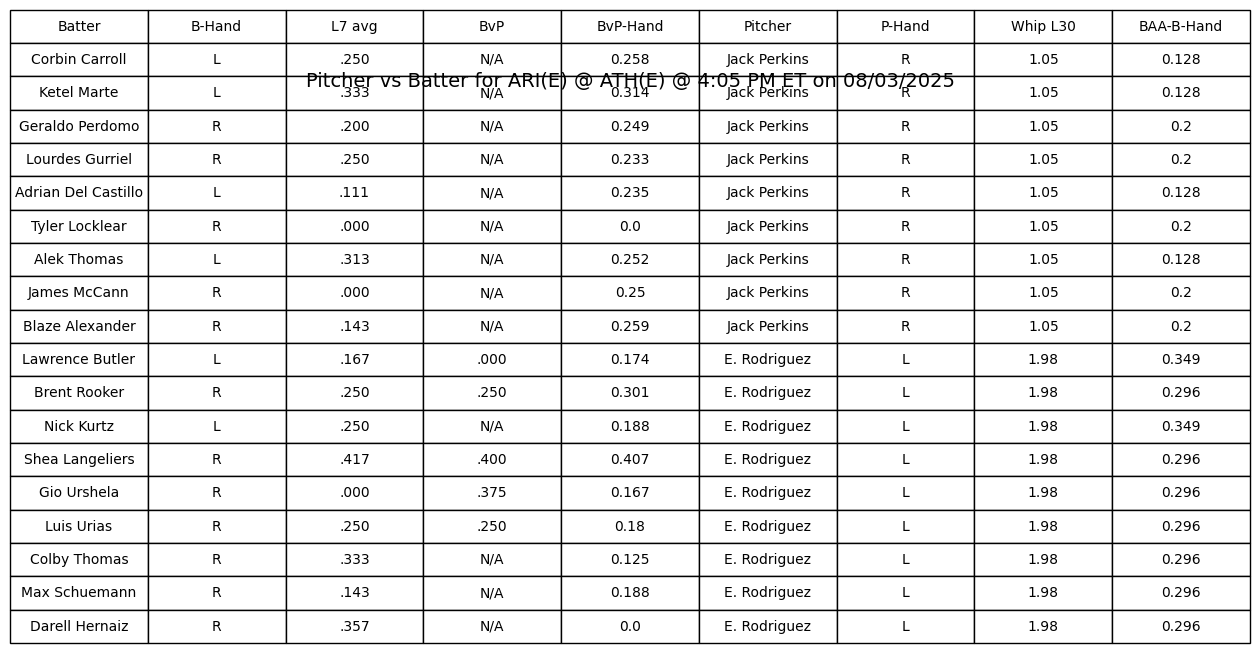 Batter B-Hand L7 avg BvP BvP-Hand Pitcher P-Hand Whip L30 BAA-B-Hand
Corbin Carroll L .250 N/A 0.258 Jack Perkins R 1.05 0.128
Pitcher vs Batter for ARI(E) @ ATH(E) @ 4:05 PM ET on 08/03/2025
Ketel Marte L .333 N/A 0.314 Jack Perkins R 1.05 0.128
Geraldo Perdomo R .200 N/A 0.249 Jack Perkins R 1.05 0.2
Lourdes Gurriel R .250 N/A 0.233 Jack Perkins R 1.05 0.2
Adrian Del Castillo L .111 N/A 0.235 Jack Perkins R 1.05 0.128
Tyler Locklear R .000 N/A 0.0 Jack Perkins R 1.05 0.2
Alek Thomas L .313 N/A 0.252 Jack Perkins R 1.05 0.128
James McCann R .000 N/A 0.25 Jack Perkins R 1.05 0.2
Blaze Alexander R .143 N/A 0.259 Jack Perkins R 1.05 0.2
Lawrence Butler L .167 .000 0.174 E. Rodriguez L 1.98 0.349
Brent Rooker R .250 .250 0.301 E. Rodriguez L 1.98 0.296
Nick Kurtz L .250 N/A 0.188 E. Rodriguez L 1.98 0.349
Shea Langeliers R .417 .400 0.407 E. Rodriguez L 1.98 0.296
Gio Urshela R .000 .375 0.167 E. Rodriguez L 1.98 0.296
Luis Urias R .250 .250 0.18 E. Rodriguez L 1.98 0.296
Colby Thomas R .333 N/A 0.125 E. Rodriguez L 1.98 0.296
Max Schuemann R .143 N/A 0.188 E. Rodriguez L 1.98 0.296
Darell Hernaiz R .357 N/A 0.0 E. Rodriguez L 1.98 0.296